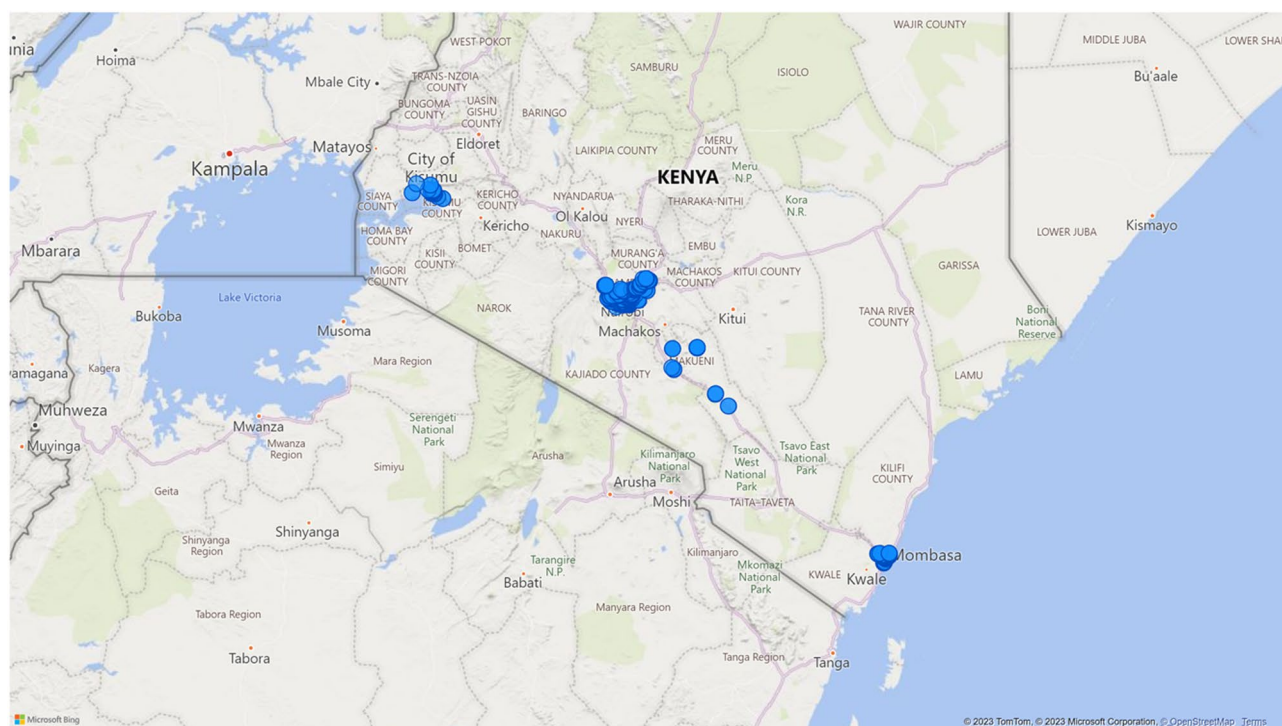 WAJIR COUNTY
MIDDLE JUBA
LOWER SHA
unia
Hoima
WEST-POKOT
SAMBURU
ISIOLO
Bu'aale
Mbale City
TRANS-NZOIA
COUNTY
BUNGOMA
COUNTY
UASIN
GISHU
COUNTY
BARINGO
Eldoret
Matayos
LAIKIPIA COUNTY
MERU
COUNTY
Kampala
City of
Kisumu
KENYA
Meru
N.P.
SIAYA
COUNTY
COUNTY
KERICHO
COUNTY
NYANDARUA
THARAKA-NITHI
Kora
N.R.
Ol Kalou
NYERI
Kericho
NAKURU
HOMA BAY
COUNTY
KISII
COUNTY
BOMET
EMBU
LOWER JUBA
Kismayo
Mbarara
MIGORI
COUNTY
MURANG'A
COUNTY
MACHAKOS
COUNTY
KITUI COUNTY
GARISSA
Lake Victoria
NAROK
Nairobi
Bukoba
Musoma
Machakos
Kitui
TANA RIVER
COUNTY
Boni
National
Reserve
Mara Region
MAKUENI
yamagana
Kagera
KAJIADO COUNTY
LAMU
Muhweza
Mwanza
Serengeti
National
Park
Muyinga
Mwanza
Region
Tsavo East
National
Park
Tsavo
West
National
Park
Simiyu
Arusha
Kilimanjaro
National
Park
KILIFI
COUNTY
Geita
Arusha
Moshi
TAITA-TAVETA
Shinyanga
Shinyanga
Region
Kilimanjaro
Mombasa
Tarangire
N.P.
Mkomazi
National
Park
KWALE
Kwale
Babati
Tabora Region
Manyara Region
Tabora
Tanga Region
Tanga
Microsoft Bing
© 2023 TomTom, © 2023 Microsoft Corporation, © OpenStreetMap Terms